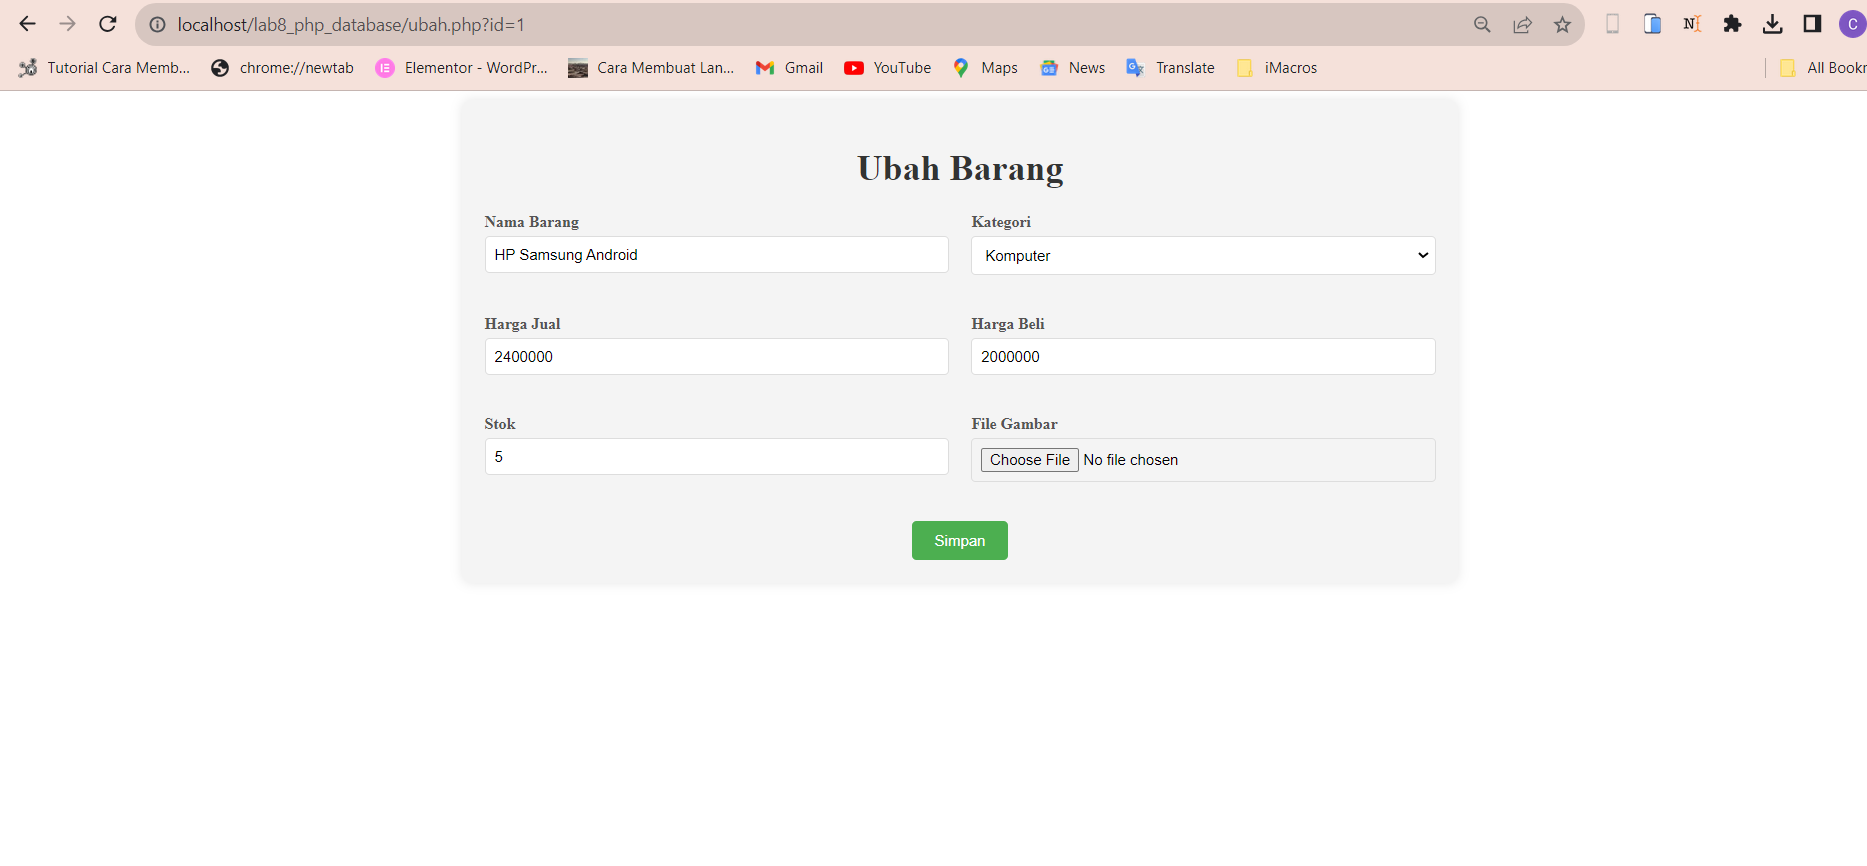 localhost/lab8_php_database/ubah.php?id=1
C
Tutorial Cara Memb...
chrome://newtab
Elementor - WordPr...
Cara Membuat Lan...
Gmail
YouTube
Maps
News
Translate
iMacros
All Bookr
Ubah Barang
Nama Barang
Kategori
HP Samsung Android
Komputer
Harga Jual
Harga Beli
2400000
2000000
Stok
File Gambar
5
Choose File No file chosen
Simpan